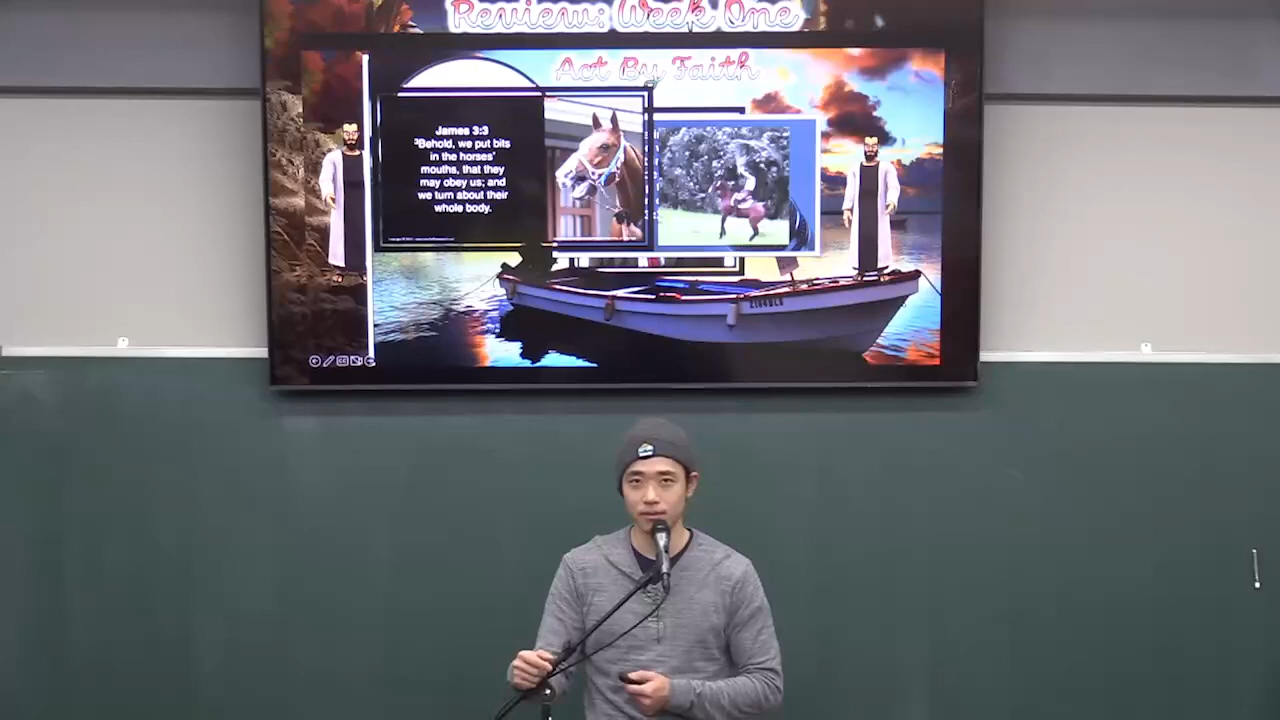 Review: Week One
Act By Faith
James 3:3
³Behold, we put bits
in the horses'
mouths, that they
may obey us; and
we turn about their
whole body.